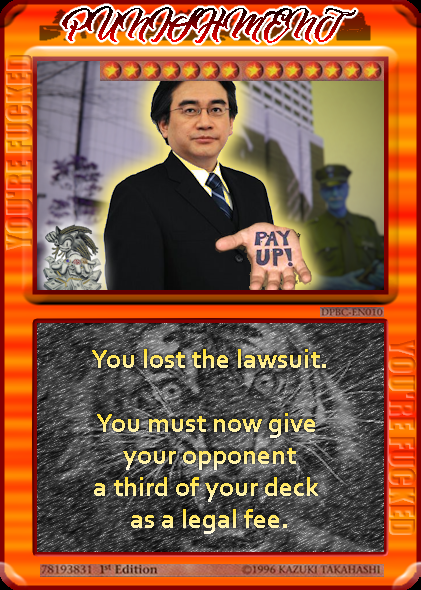 PUNISHMENT
YOU'RE FUCKED
PAY
UP!
DPBC-EN010
You lost the lawsuit.
You must now give
your opponent
a third of your deck
as a legal fee.
YOU'RE FUCKED
78193831 1st Edition ©1996 KAZUKI TAKAHASHI